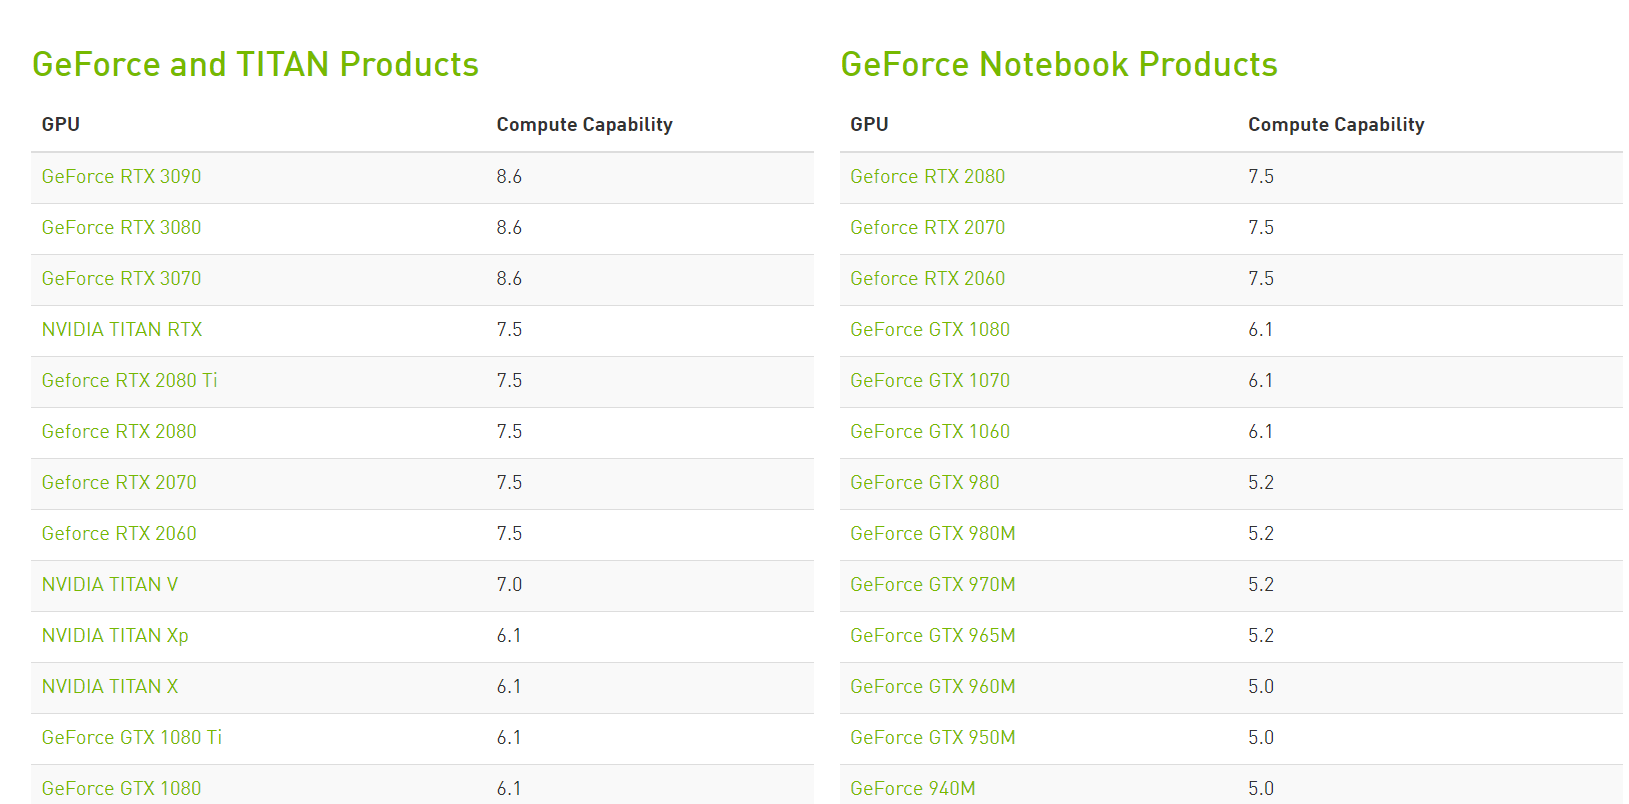 GeForce and TITAN Products
GPU Compute Capability
GeForce RTX 3090 8.6
GeForce RTX 3080 8.6
GeForce RTX 3070 8.6
NVIDIA TITAN RTX 7.5
Geforce RTX 2080 Ti 7.5
Geforce RTX 2080 7.5
Geforce RTX 2070 7.5
Geforce RTX 2060 7.5
NVIDIA TITAN V 7.0
NVIDIA TITAN Xp 6.1
NVIDIA TITAN X 6.1
GeForce GTX 1080 Ti 6.1
GeForce GTX 1080 6.1
GeForce Notebook Products
GPU Compute Capability
Geforce RTX 2080 7.5
Geforce RTX 2070 7.5
Geforce RTX 2060 7.5
GeForce GTX 1080 6.1
GeForce GTX 1070 6.1
GeForce GTX 1060 6.1
GeForce GTX 980 5.2
GeForce GTX 980M 5.2
GeForce GTX 970M 5.2
GeForce GTX 965M 5.2
GeForce GTX 960M 5.0
GeForce GTX 950M 5.0
GeForce 940M 5.0